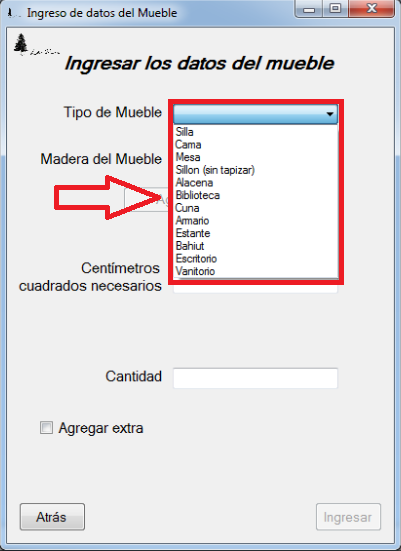 Ingreso de datos del Mueble
Ingresar los datos del mueble
Tipo de Mueble
Silla
Cama
Madera del Mueble
Mesa
Sillon (sin tapizar)
Alacena
Biblioteca
Cuna
Armario
Estante
Bahiut
Escritorio
Vanitorio
Centímetros
cuadrados necesarios
Cantidad
Agregar extra
Atrás
Ingresar